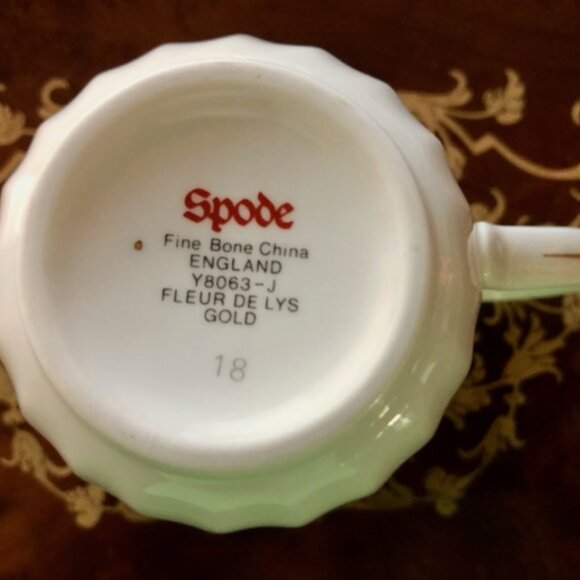 Spode
Fine Bone China
ENGLAND
Y8063-J
FLEUR DE LYS
GOLD
18